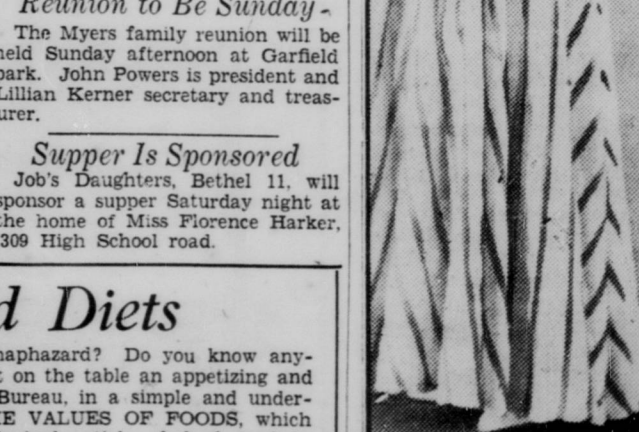 Reunion to Be Sunday
The Myers family reunion will be
held Sunday afternoon at Garfield
park. John Powers is president and
Lillian Kerner secretary and treas-
urer.
Supper Is Sponsored
Job's Daughters, Bethel 11, will
sponsor a supper Saturday night at
the home of Miss Florence Harker,
309 High School road.
d Diets
haphazard? Do you know any-
t on the table an appetizing and
Bureau, in a simple and under-
E VALUES OF FOODS, which